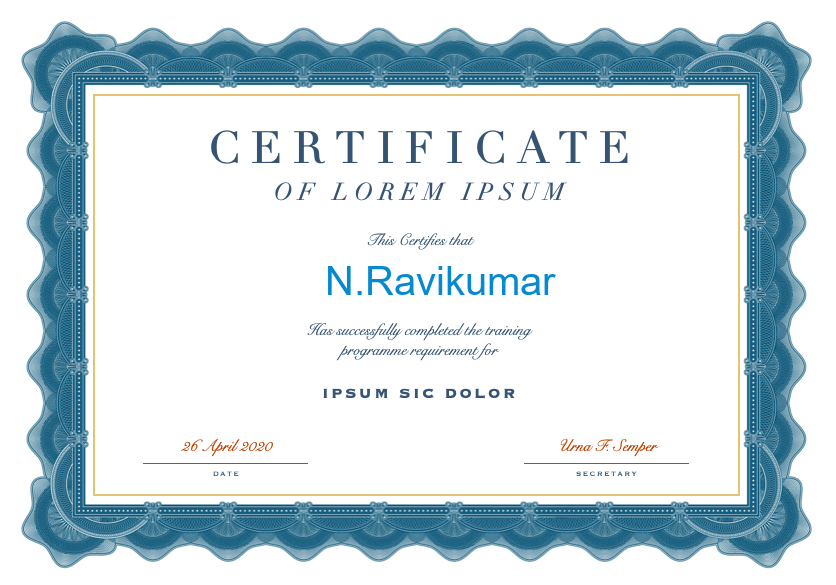 CERTIFICATE
OF LOREM IPSUM
This Certifies that
N.Ravikumar
Has successfully completed the training
programme requirement for
IPSUM SIC DOLOR
26 April 2020
Urna F. Semper
DATE
SECRETARY